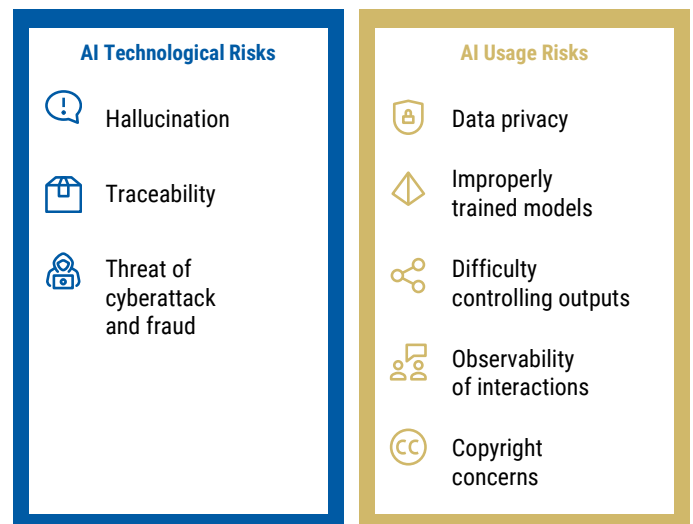 AI Technological Risks
Hallucination
Traceability
Threat of
cyberattack
and fraud
AI Usage Risks
Data privacy
Improperly
trained models
Difficulty
controlling outputs
Observability
of interactions
CC
Copyright
concerns